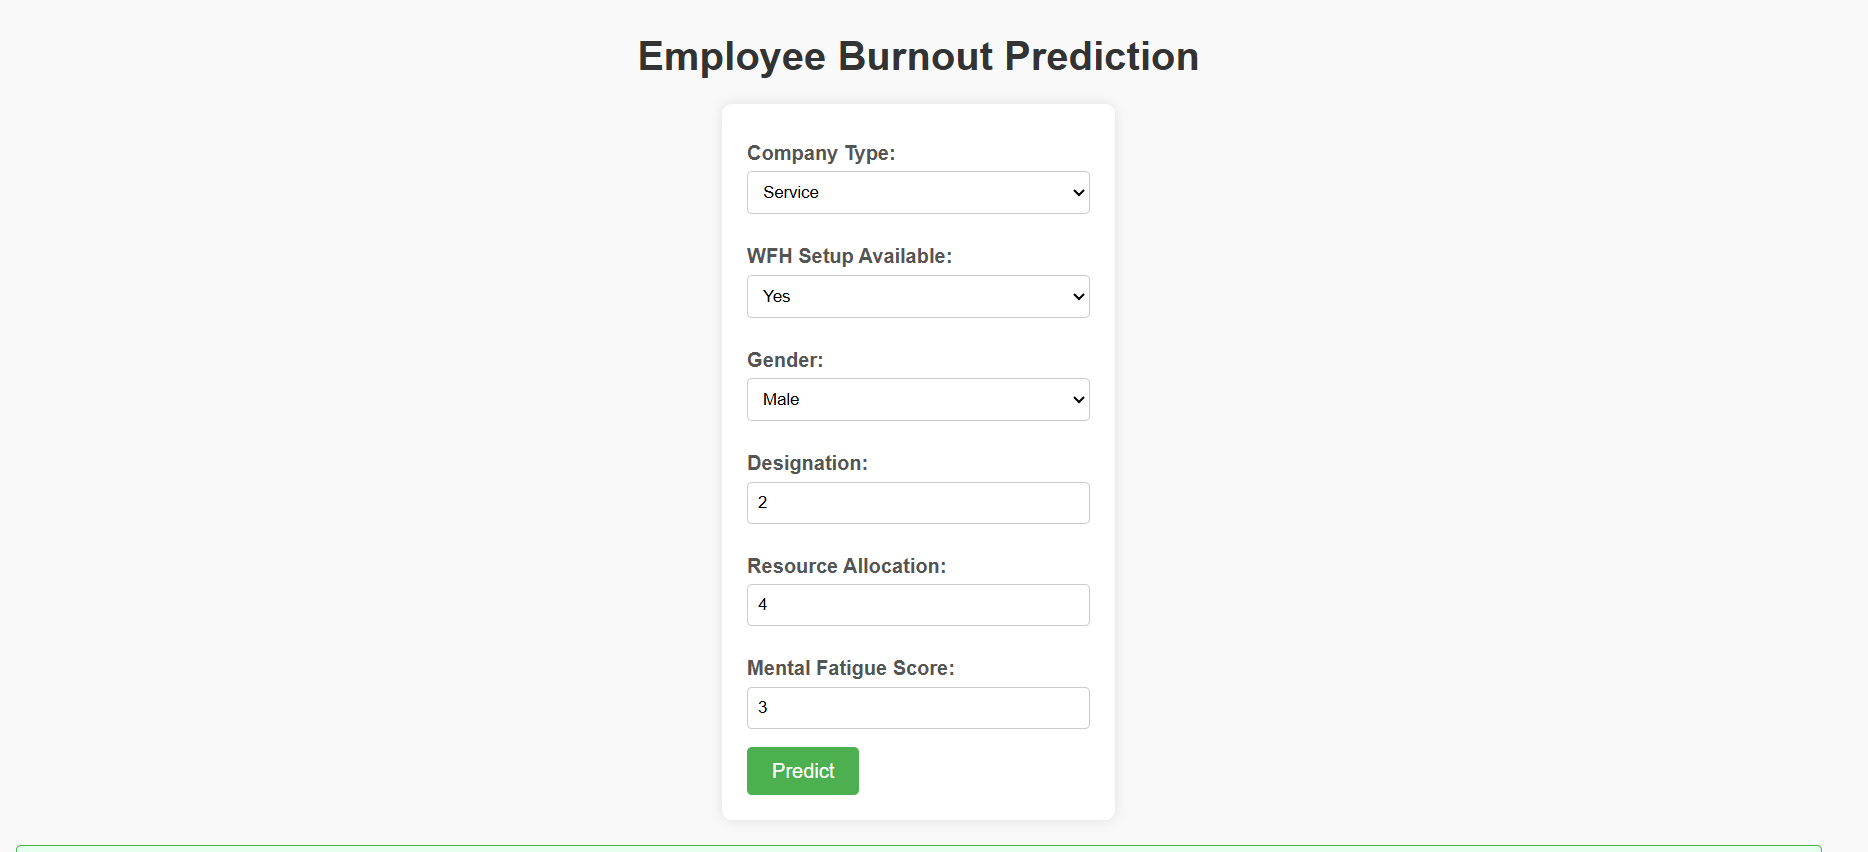 Employee Burnout Prediction
Company Type:
Service
WFH Setup Available:
Yes
Gender:
Male
Designation:
2
Resource Allocation:
4
Mental Fatigue Score:
3
Predict